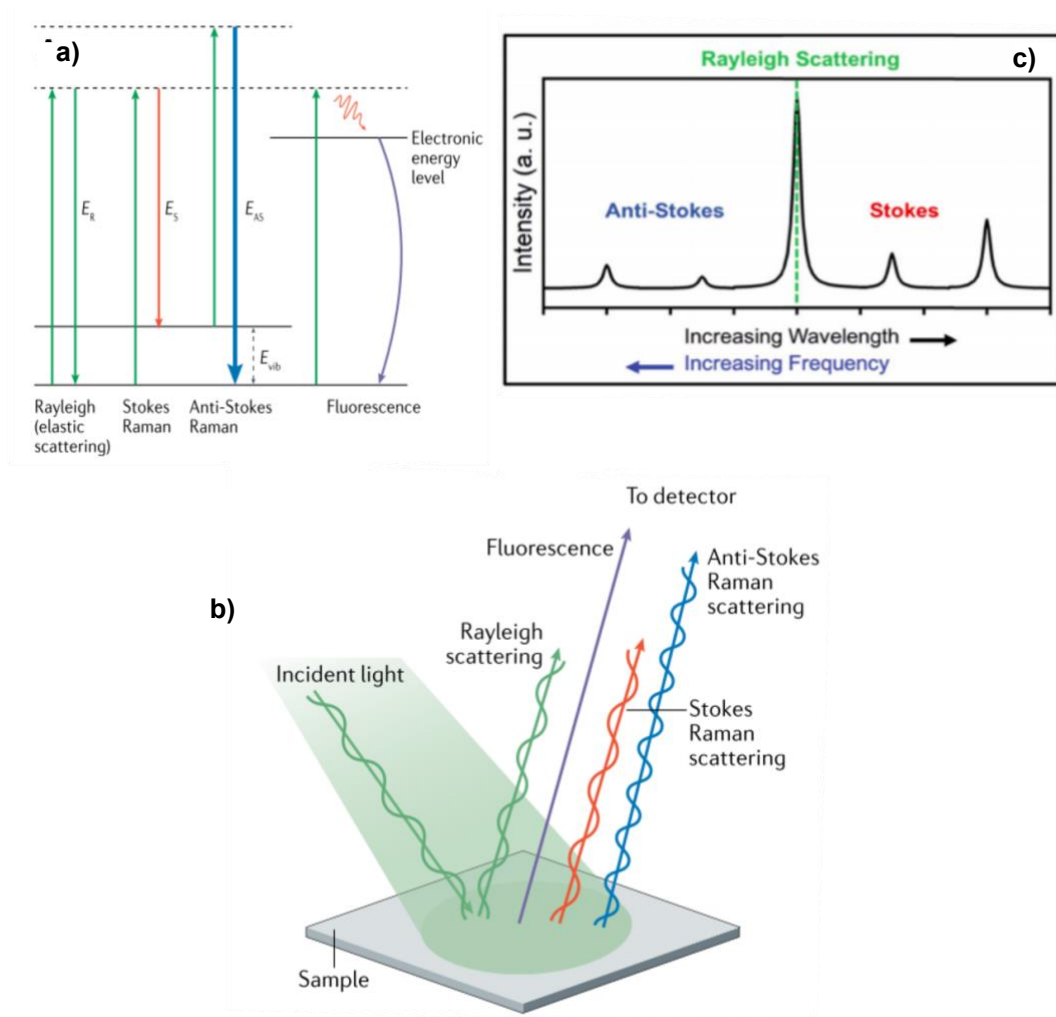 a)
Electronic
energy
level
E_R
E_S
E_AS
E_vib
Rayleigh
(elastic
scattering)
Stokes
Raman
Anti-Stokes
Raman
Fluorescence
c)
Rayleigh Scattering
Intensity (a. u.)
Anti-Stokes
Stokes
Increasing Wavelength
Increasing Frequency
b)
To detector
Fluorescence
Anti-Stokes
Raman
scattering
Rayleigh
scattering
Incident light
Stokes
Raman
scattering
Sample